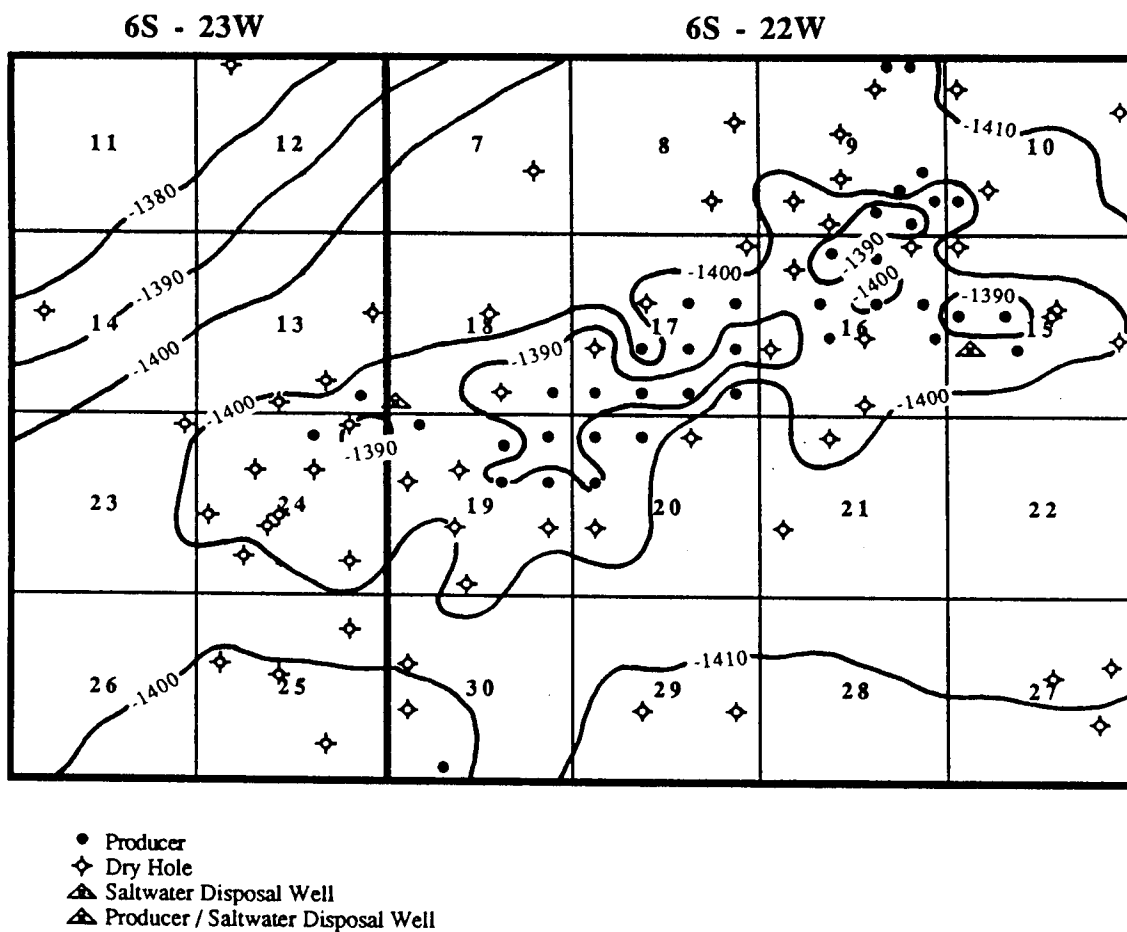 6S - 23W 6S - 22W
11 12 7 8 9 10
-1410
-1380
-1390
-1390
-1400
-1400
-1390
14 13 18 17 16 15
-1400
-1390
-1400
-1400
-1390
23 24 19 20 21 22
-1400
-1410
26 25 30 29 28 27
Producer
Dry Hole
Saltwater Disposal Well
Producer / Saltwater Disposal Well